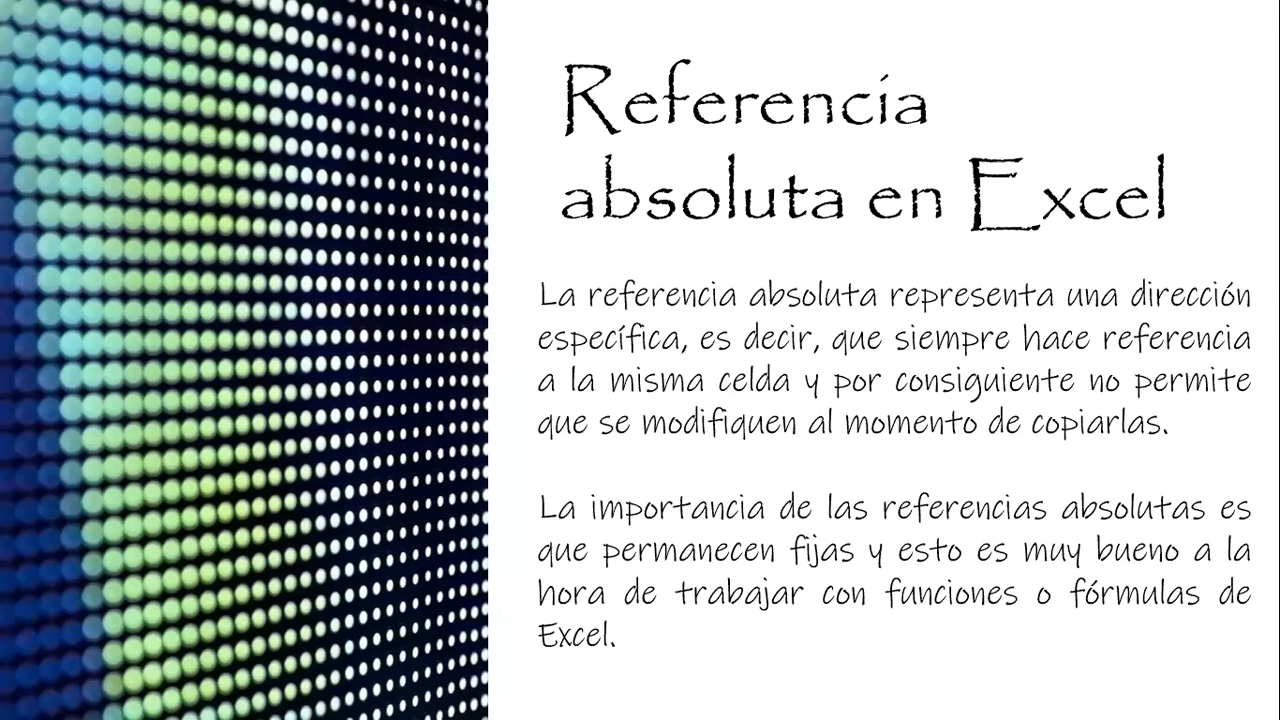 Referencia
absoluta en Excel
La referencia absoluta representa una dirección
específica, es decir, que siempre hace referencia
a la misma celda y por consiguiente no permite
que se modifiquen al momento de copiarlas.
La importancia de las referencias absolutas es
que permanecen fijas y esto es muy bueno a la
hora de trabajar con funciones o fórmulas de
Excel.